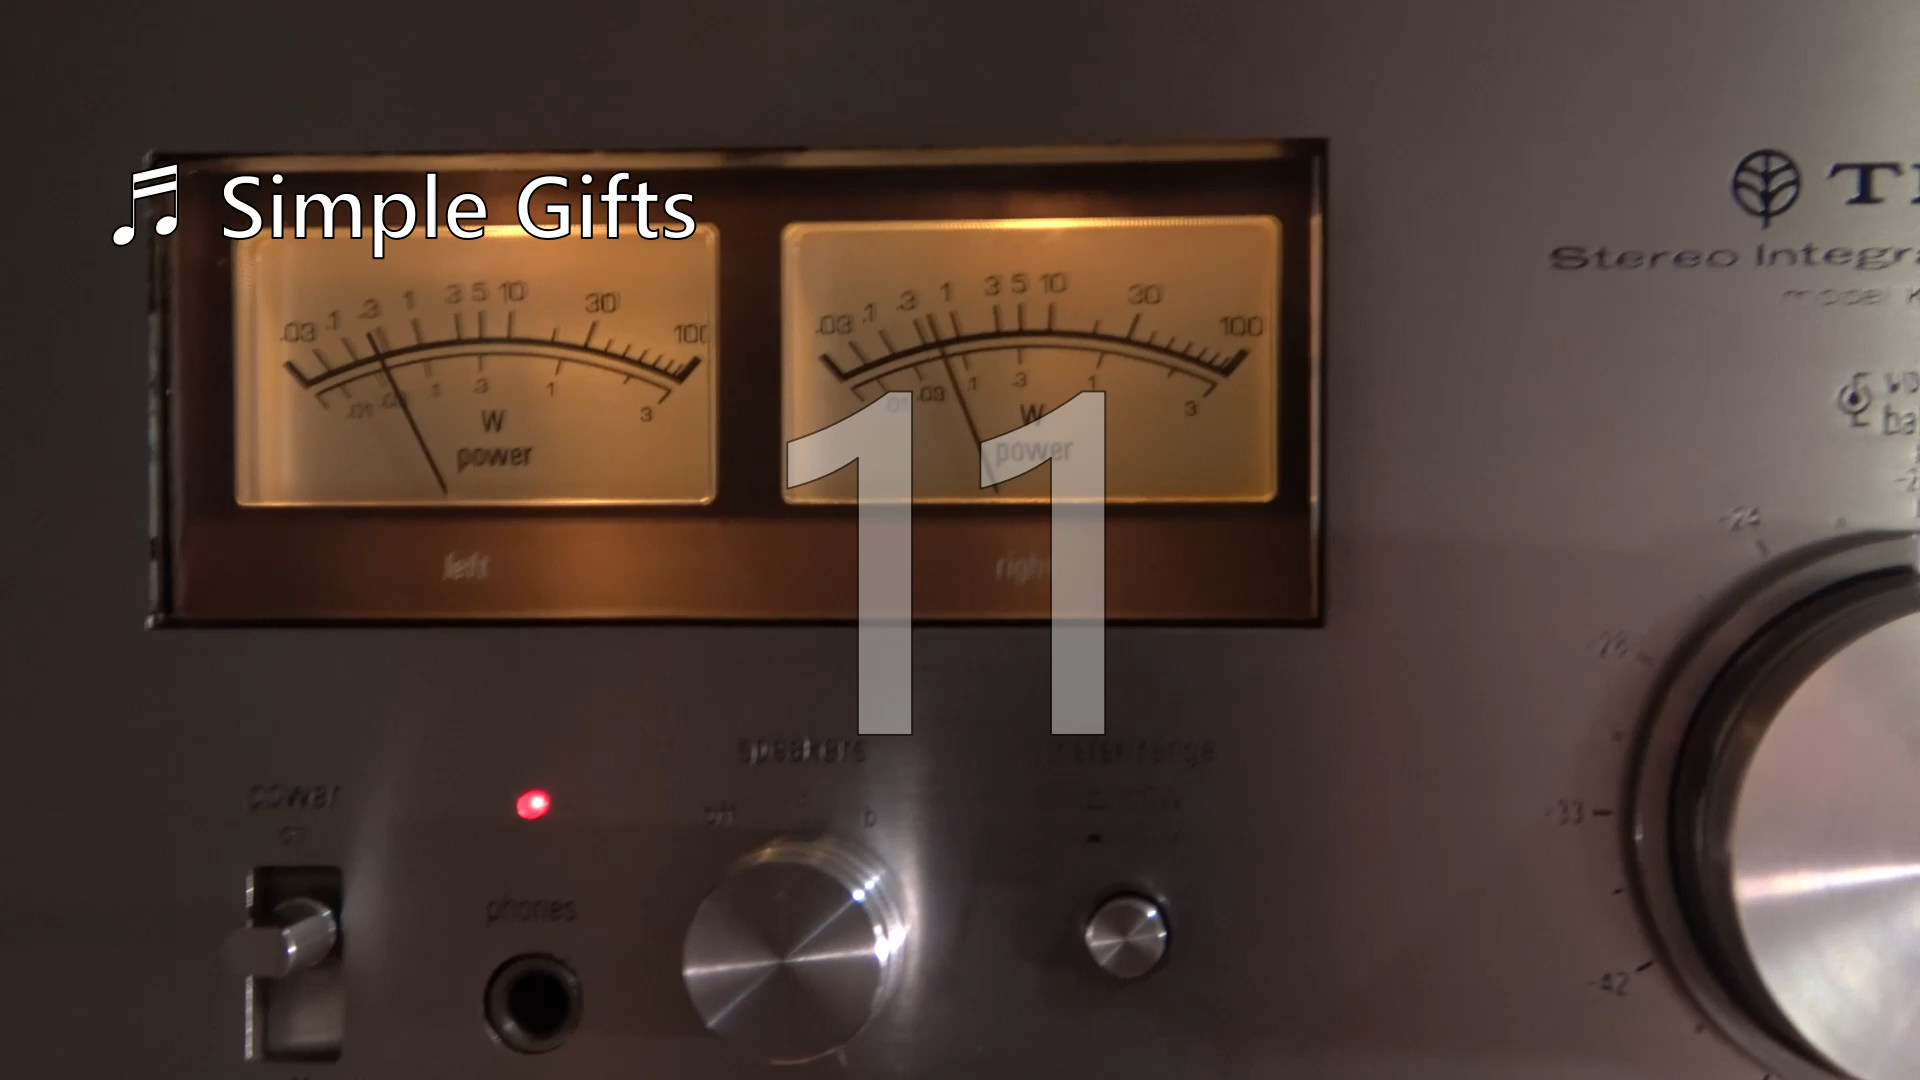 ♫ Simple Gifts
11
Stereo
.03 .1 .3 1 3 5 10 30 100
.01 .03 .1 .3 1 3
W
power
left
.03 .1 .3 1 3 5 10 30 100
.01 .03 .1 .3 1 3
W
power
right
-24
-28
-33
-42
speakers
off b
power
on
phones